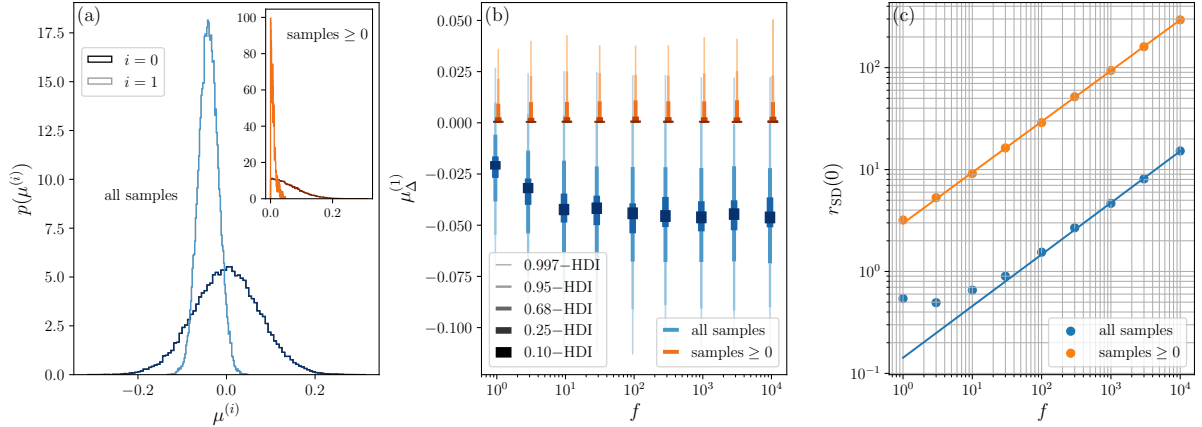 (a)
17.5
15.0
12.5
10.0
7.5
5.0
2.5
0.0
p(μ^(i))
i=0
i=1
all samples
−0.2
0.0
0.2
μ^(i)
samples ≥ 0
100
80
60
40
20
0
0.0
0.2
(b)
0.050
0.025
0.000
−0.025
−0.050
−0.075
−0.100
μ_Δ^(1)
0.997−HDI
0.95−HDI
0.68−HDI
0.25−HDI
0.10−HDI
all samples
samples ≥ 0
10^0
10^1
10^2
10^3
10^4
f
(c)
10^2
10^1
10^0
10^−1
r_SD(0)
all samples
samples ≥ 0
10^0
10^1
10^2
10^3
10^4
f